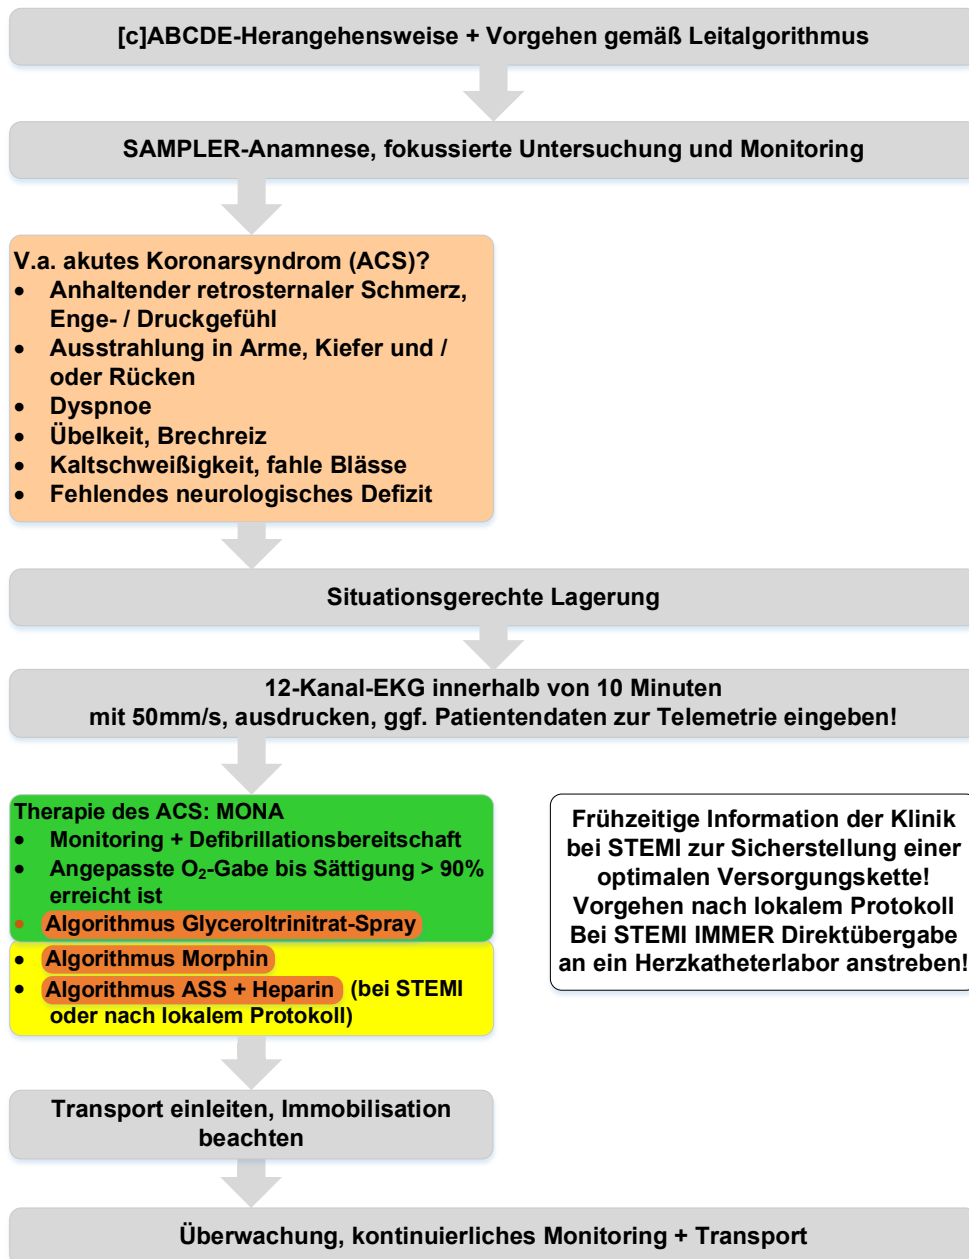 [c]ABCDE-Herangehensweise + Vorgehen gemäß Leitalgorithmus
SAMPLER-Anamnese, fokussierte Untersuchung und Monitoring
V.a. akutes Koronarsyndrom (ACS)?
• Anhaltender retrosternaler Schmerz,
Enge- / Druckgefühl
• Ausstrahlung in Arme, Kiefer und /
oder Rücken
• Dyspnoe
• Übelkeit, Brechreiz
• Kaltschweißigkeit, fahle Blässe
• Fehlendes neurologisches Defizit
Situationsgerechte Lagerung
12-Kanal-EKG innerhalb von 10 Minuten
mit 50mm/s, ausdrucken, ggf. Patientendaten zur Telemetrie eingeben!
Therapie des ACS: MONA
• Monitoring + Defibrillationsbereitschaft
• Angepasste O₂-Gabe bis Sättigung > 90%
erreicht ist
• Algorithmus Glyceroltrinitrat-Spray
• Algorithmus Morphin
• Algorithmus ASS + Heparin (bei STEMI
oder nach lokalem Protokoll)
Frühzeitige Information der Klinik
bei STEMI zur Sicherstellung einer
optimalen Versorgungskette!
Vorgehen nach lokalem Protokoll
Bei STEMI IMMER Direktübergabe
an ein Herzkatheterlabor anstreben!
Transport einleiten, Immobilisation
beachten
Überwachung, kontinuierliches Monitoring + Transport